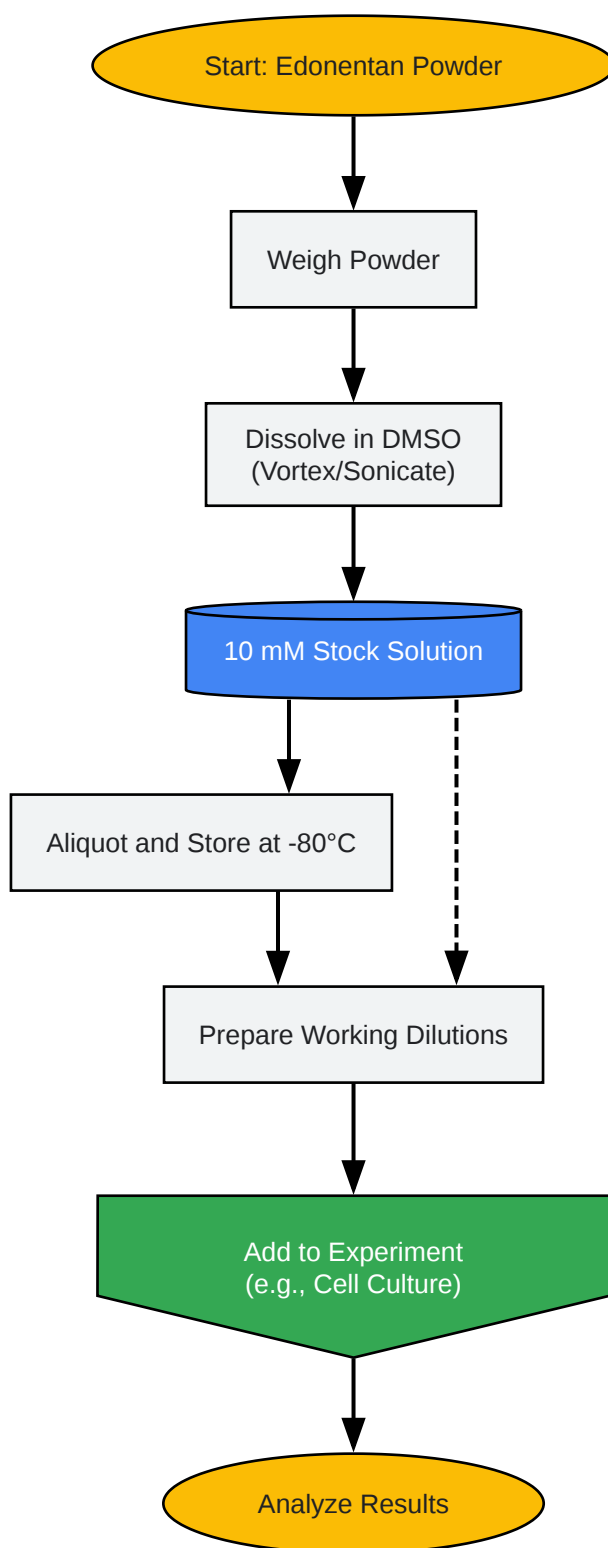 Start: Edonentan Powder
Weigh Powder
Dissolve in DMSO
(Vortex/Sonicate)
10 mM Stock Solution
Aliquot and Store at -80°C
Prepare Working Dilutions
Add to Experiment
(e.g., Cell Culture)
Analyze Results